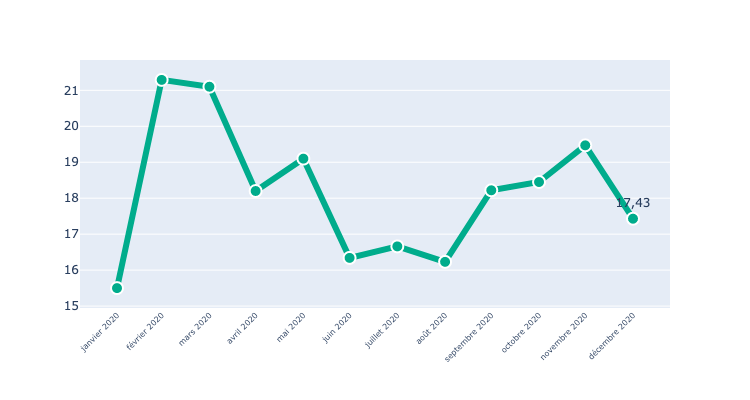 21
20
19
18
17
16
15
17,43
janvier 2020
février 2020
mars 2020
avril 2020
mai 2020
juin 2020
juillet 2020
août 2020
septembre 2020
octobre 2020
novembre 2020
décembre 2020